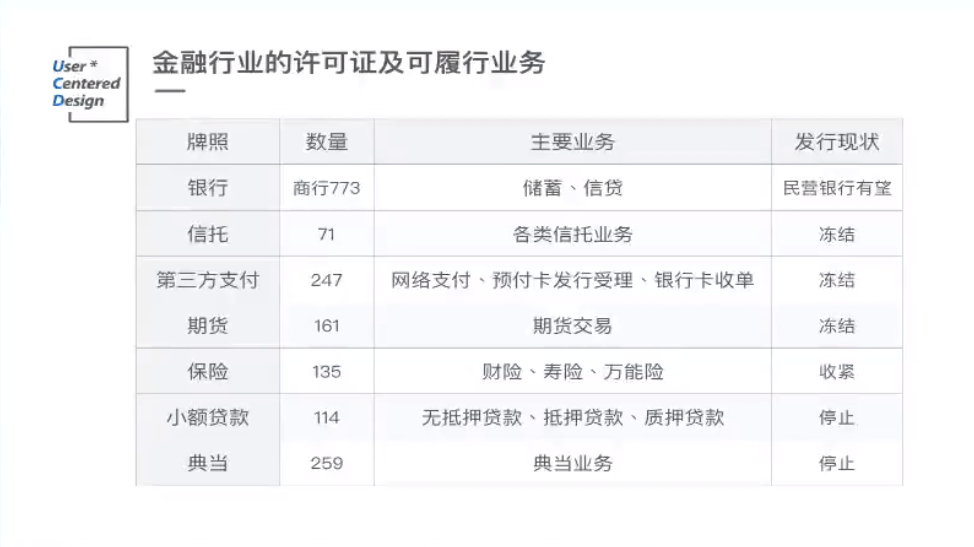 User *
Centered
Design
金融行业的许可证及可履行业务
牌照 数量 主要业务 发行现状
银行 商行773 储蓄、信贷 民营银行有望
信托 71 各类信托业务 冻结
第三方支付 247 网络支付、预付卡发行受理、银行卡收单 冻结
期货 161 期货交易 冻结
保险 135 财险、寿险、万能险 收紧
小额贷款 114 无抵押贷款、抵押贷款、质押贷款 停止
典当 259 典当业务 停止